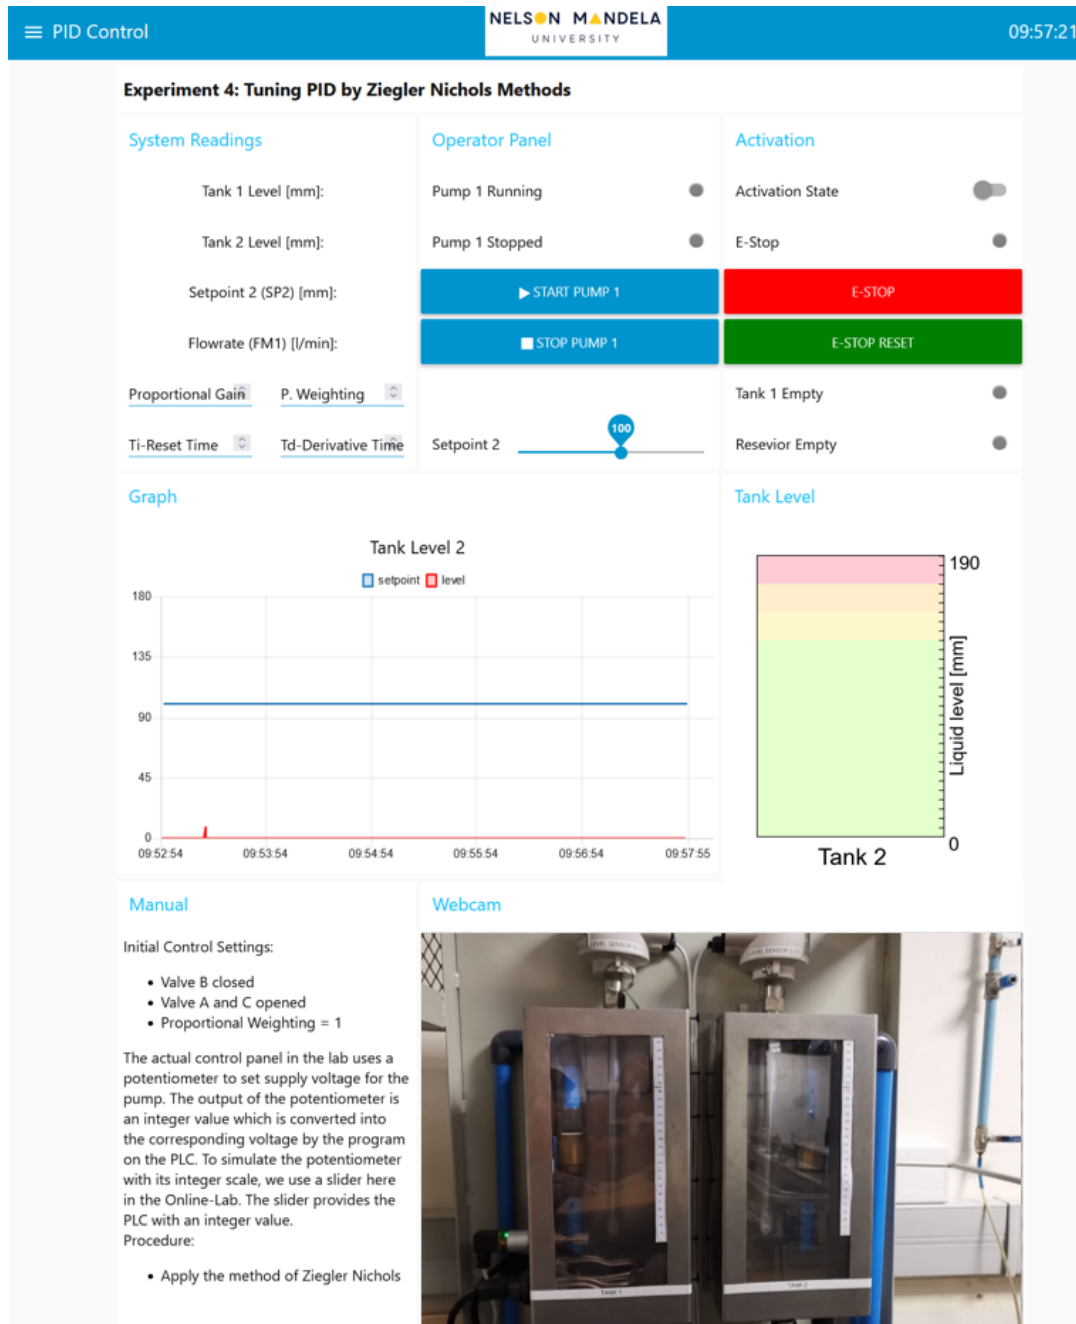 PID Control
NELSON MANDELA
UNIVERSITY
09:57:21
Experiment 4: Tuning PID by Ziegler Nichols Methods
System Readings
Tank 1 Level [mm]:
Tank 2 Level [mm]:
Setpoint 2 (SP2) [mm]:
Flowrate (FM1) [l/min]:
Proportional Gain
P. Weighting
Ti-Reset Time
Td-Derivative Time
Operator Panel
Pump 1 Running
Pump 1 Stopped
START PUMP 1
STOP PUMP 1
Setpoint 2
100
Activation
Activation State
E-Stop
E-STOP
E-STOP RESET
Tank 1 Empty
Resevior Empty
Graph
Tank Level 2
setpoint level
180
135
90
45
0
09:52:54 09:53:54 09:54:54 09:55:54 09:56:54 09:57:55
Tank Level
190
Liquid level [mm]
0
Tank 2
Manual
Initial Control Settings:
• Valve B closed
• Valve A and C opened
• Proportional Weighting = 1
The actual control panel in the lab uses a
potentiometer to set supply voltage for the
pump. The output of the potentiometer is
an integer value which is converted into
the corresponding voltage by the program
on the PLC. To simulate the potentiometer
with its integer scale, we use a slider here
in the Online-Lab. The slider provides the
PLC with an integer value.
Procedure:
• Apply the method of Ziegler Nichols
Webcam
LEVEL SENSOR
LEVEL SENSOR
TANK 1
TANK 2